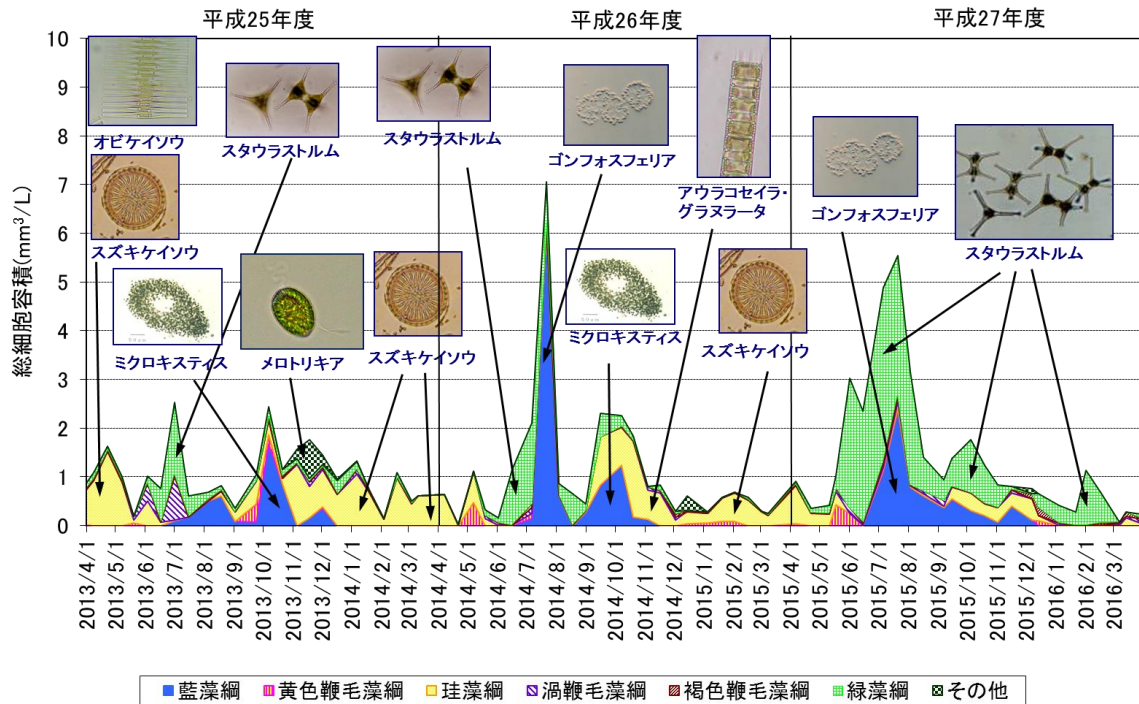 平成25年度
平成26年度
平成27年度
総細胞容積(mm³/L)
10
9
8
7
6
5
4
3
2
1
0
オビケイソウ
スタウラストルム
スタウラストルム
ゴンフォスフェリア
アウラコセイラ・
グラヌラータ
ゴンフォスフェリア
スタウラストルム
スズキケイソウ
ミクロキスティス
メロトリキア
スズキケイソウ
ミクロキスティス
スズキケイソウ
2013/4/1
2013/5/1
2013/6/1
2013/7/1
2013/8/1
2013/9/1
2013/10/1
2013/11/1
2013/12/1
2014/1/1
2014/2/1
2014/3/1
2014/4/1
2014/5/1
2014/6/1
2014/7/1
2014/8/1
2014/9/1
2014/10/1
2014/11/1
2014/12/1
2015/1/1
2015/2/1
2015/3/1
2015/4/1
2015/5/1
2015/6/1
2015/7/1
2015/8/1
2015/9/1
2015/10/1
2015/11/1
2015/12/1
2016/1/1
2016/2/1
2016/3/1
藍藻綱 黄色鞭毛藻綱 珪藻綱 渦鞭毛藻綱 褐色鞭毛藻綱 緑藻綱 その他